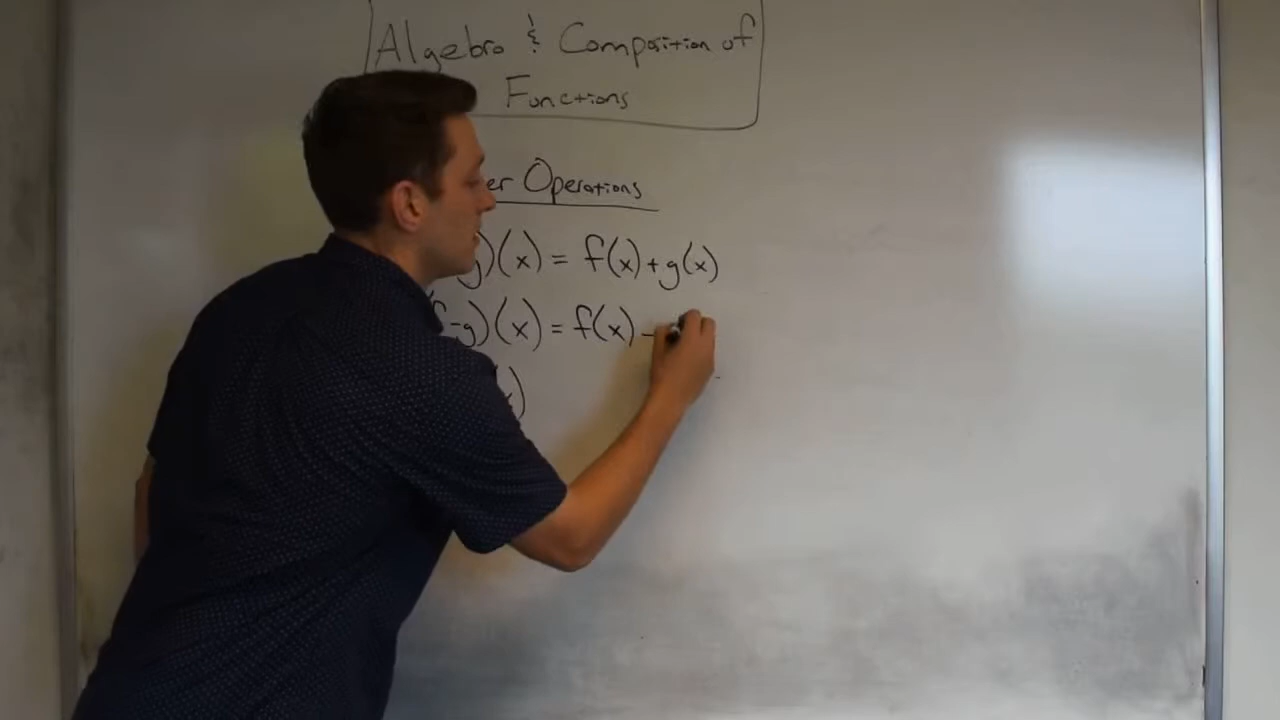 Algebra & Composition of
Functions
er Operations
g)(x) = f(x) + g(x)
f-g)(x) = f(x) -
x)